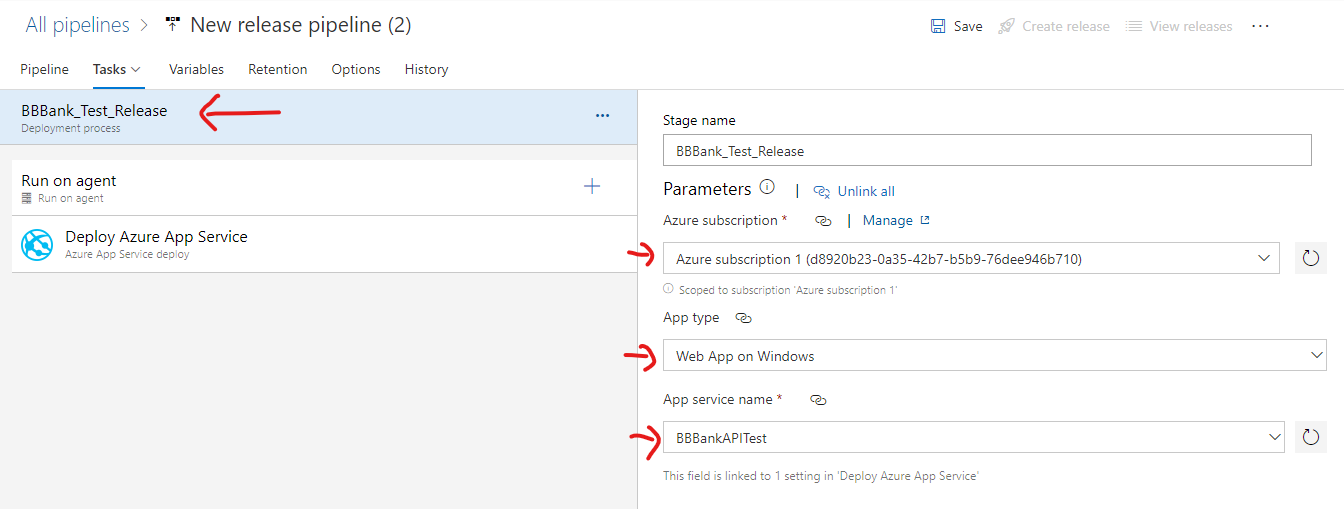 All pipelines > New release pipeline (2)
Save Create release View releases ...
Pipeline Tasks Variables Retention Options History
BBBank_Test_Release
Deployment process
...
Run on agent
Run on agent
Deploy Azure App Service
Azure App Service deploy
Stage name
BBBank_Test_Release
Parameters | Unlink all
Azure subscription * | Manage
Azure subscription 1 (d8920b23-0a35-42b7-b5b9-76dee946b710)
Scoped to subscription 'Azure subscription 1'
App type
Web App on Windows
App service name *
BBBankAPITest
This field is linked to 1 setting in 'Deploy Azure App Service'